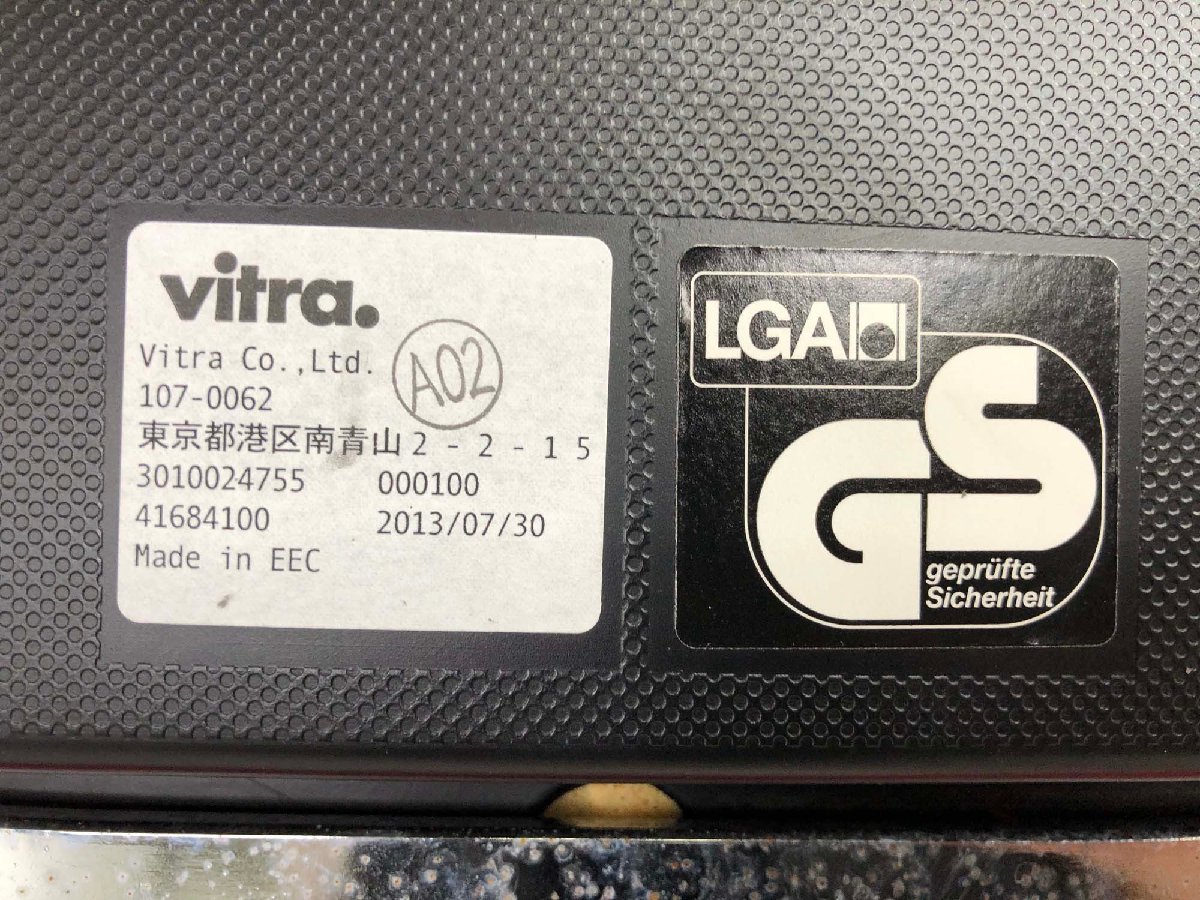 vitra.
Vitra Co.,Ltd.
A02
107-0062
東京都港区南青山2-2-15
3010024755 000100
41684100 2013/07/30
Made in EEC
LGA
GS
geprüfte
Sicherheit